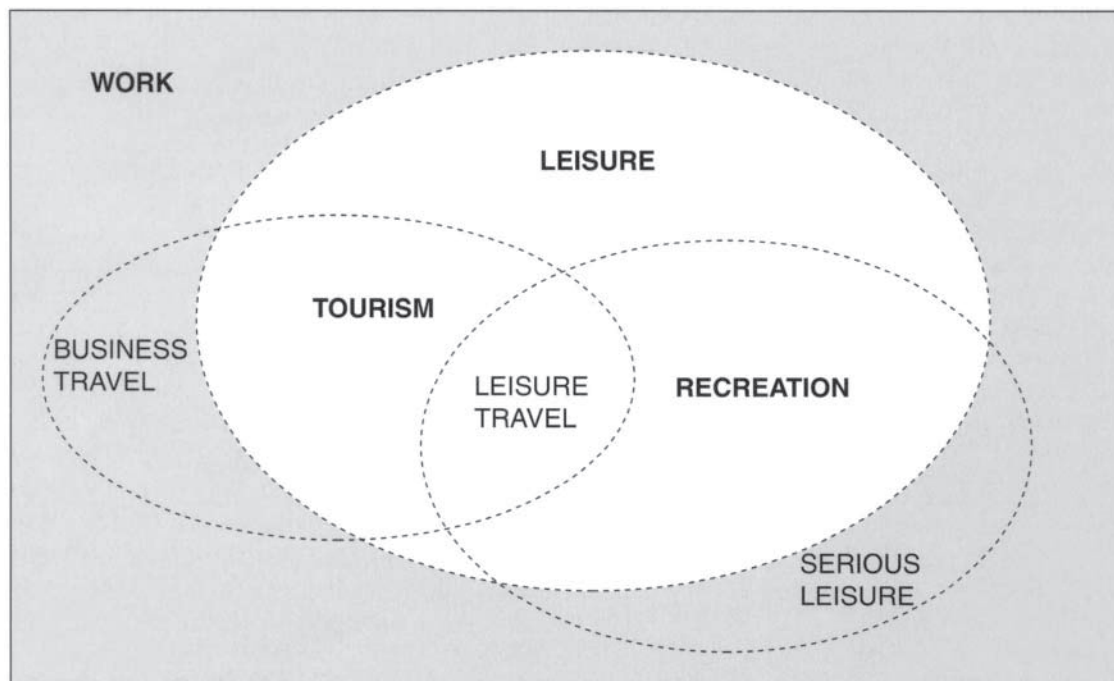 WORK
LEISURE
TOURISM
BUSINESS
TRAVEL
LEISURE
TRAVEL
RECREATION
SERIOUS
LEISURE